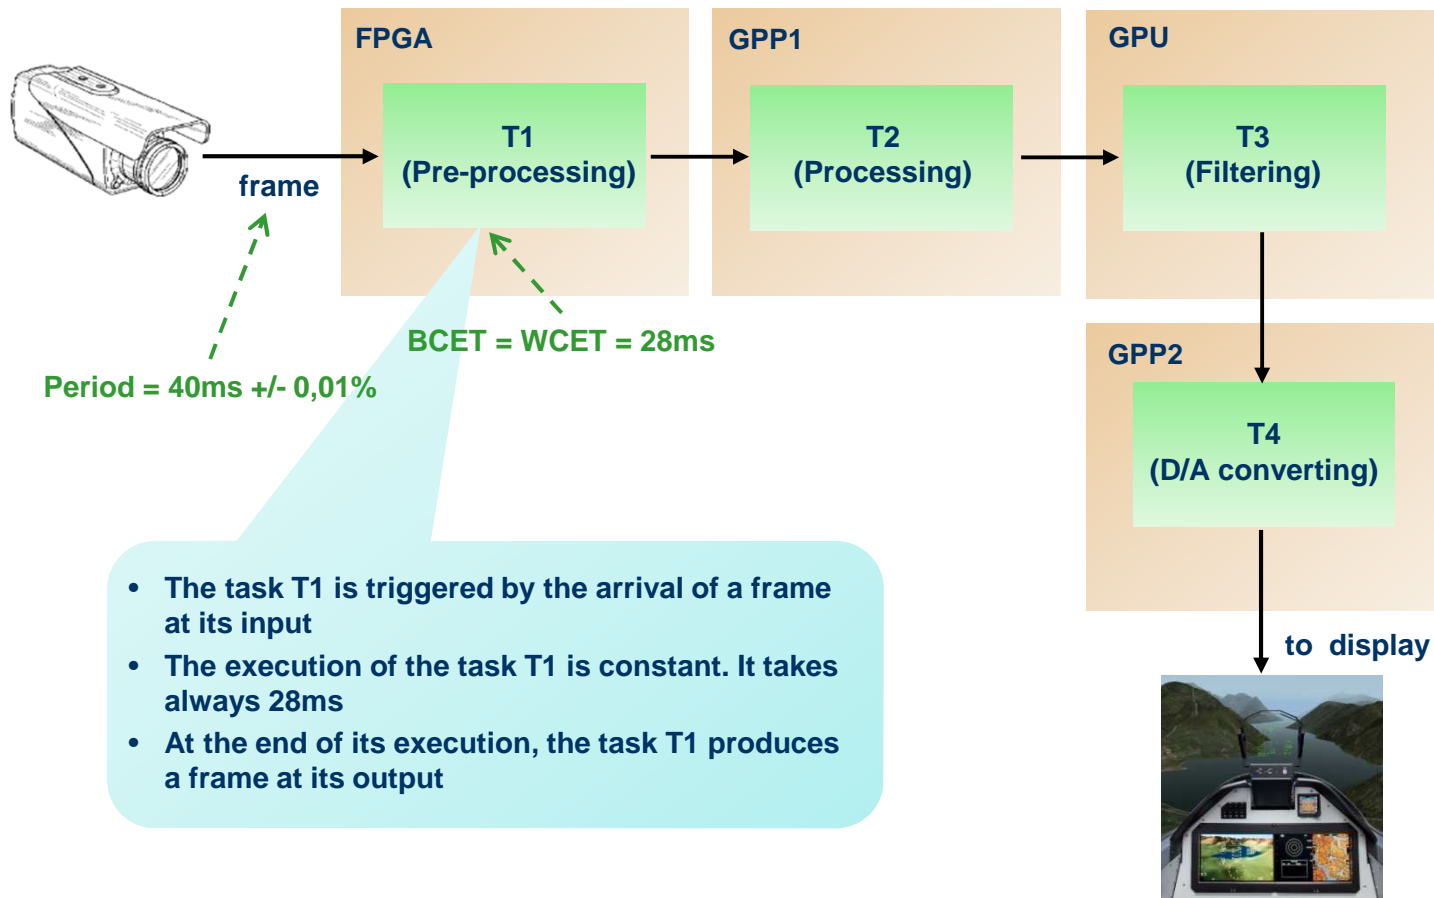 FPGA
GPP1
GPU
T1
(Pre-processing)
T2
(Processing)
T3
(Filtering)
frame
BCET = WCET = 28ms
Period = 40ms +/- 0,01%
GPP2
T4
(D/A converting)
• The task T1 is triggered by the arrival of a frame
at its input
• The execution of the task T1 is constant. It takes
always 28ms
• At the end of its execution, the task T1 produces
a frame at its output
to display